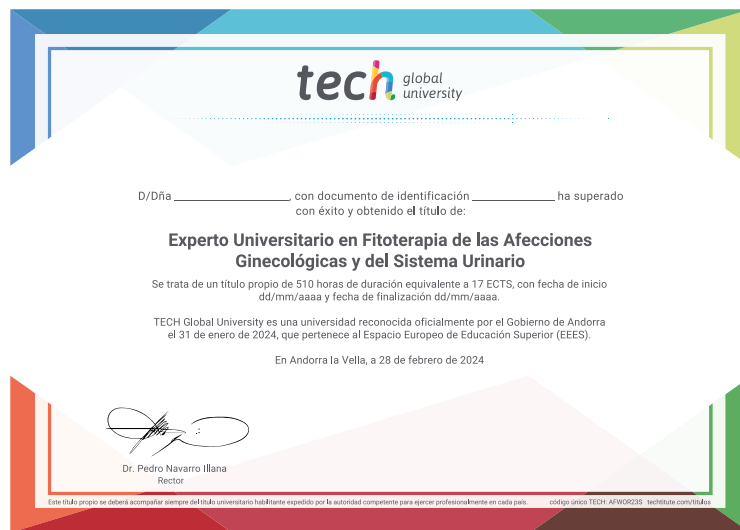 tech global university
D/Dña ____________, con documento de identificación ____________ ha superado
con éxito y obtenido el título de:
Experto Universitario en Fitoterapia de las Afecciones
Ginecológicas y del Sistema Urinario
Se trata de un título propio de 510 horas de duración equivalente a 17 ECTS, con fecha de inicio
dd/mm/aaaa y fecha de finalización dd/mm/aaaa.
TECH Global University es una universidad reconocida oficialmente por el Gobierno de Andorra
el 31 de enero de 2024, que pertenece al Espacio Europeo de Educación Superior (EEES).
En Andorra la Vella, a 28 de febrero de 2024
Dr. Pedro Navarro Illana
Rector
Este título propio se deberá acompañar siempre del título universitario habilitante expedido por la autoridad competente para ejercer profesionalmente en cada país. código único TECH: AFWOR23S techtitute.com/titulos